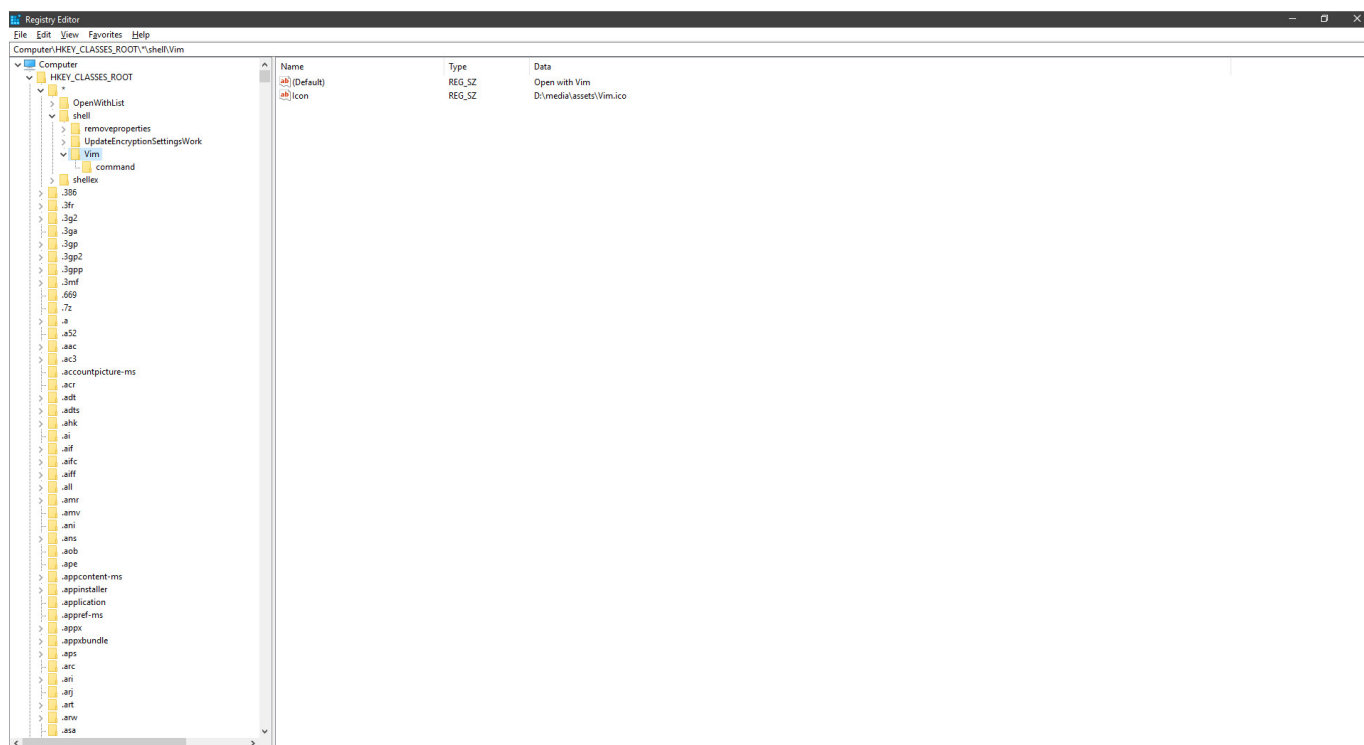 Registry Editor
File Edit View Favorites Help
Computer\HKEY_CLASSES_ROOT\*\shell\Vim
Computer
HKEY_CLASSES_ROOT
*
OpenWithList
shell
removeproperties
UpdateEncryptionSettingsWork
Vim
command
shellex
.386
.3fr
.3g2
.3ga
.3gp
.3gp2
.3gpp
.3mf
.669
.7z
.a
.a52
.aac
.ac3
.accountpicture-ms
.acr
.adt
.adts
.ahk
.ai
.aif
.aifc
.aiff
.all
.amr
.amv
.ani
.ans
.aob
.ape
.appcontent-ms
.appinstaller
.application
.appref-ms
.appx
.appxbundle
.aps
.arc
.ari
.arj
.art
.arw
.asa
Name Type Data
ab (Default) REG_SZ Open with Vim
ab Icon REG_SZ D:\media\assets\Vim.ico